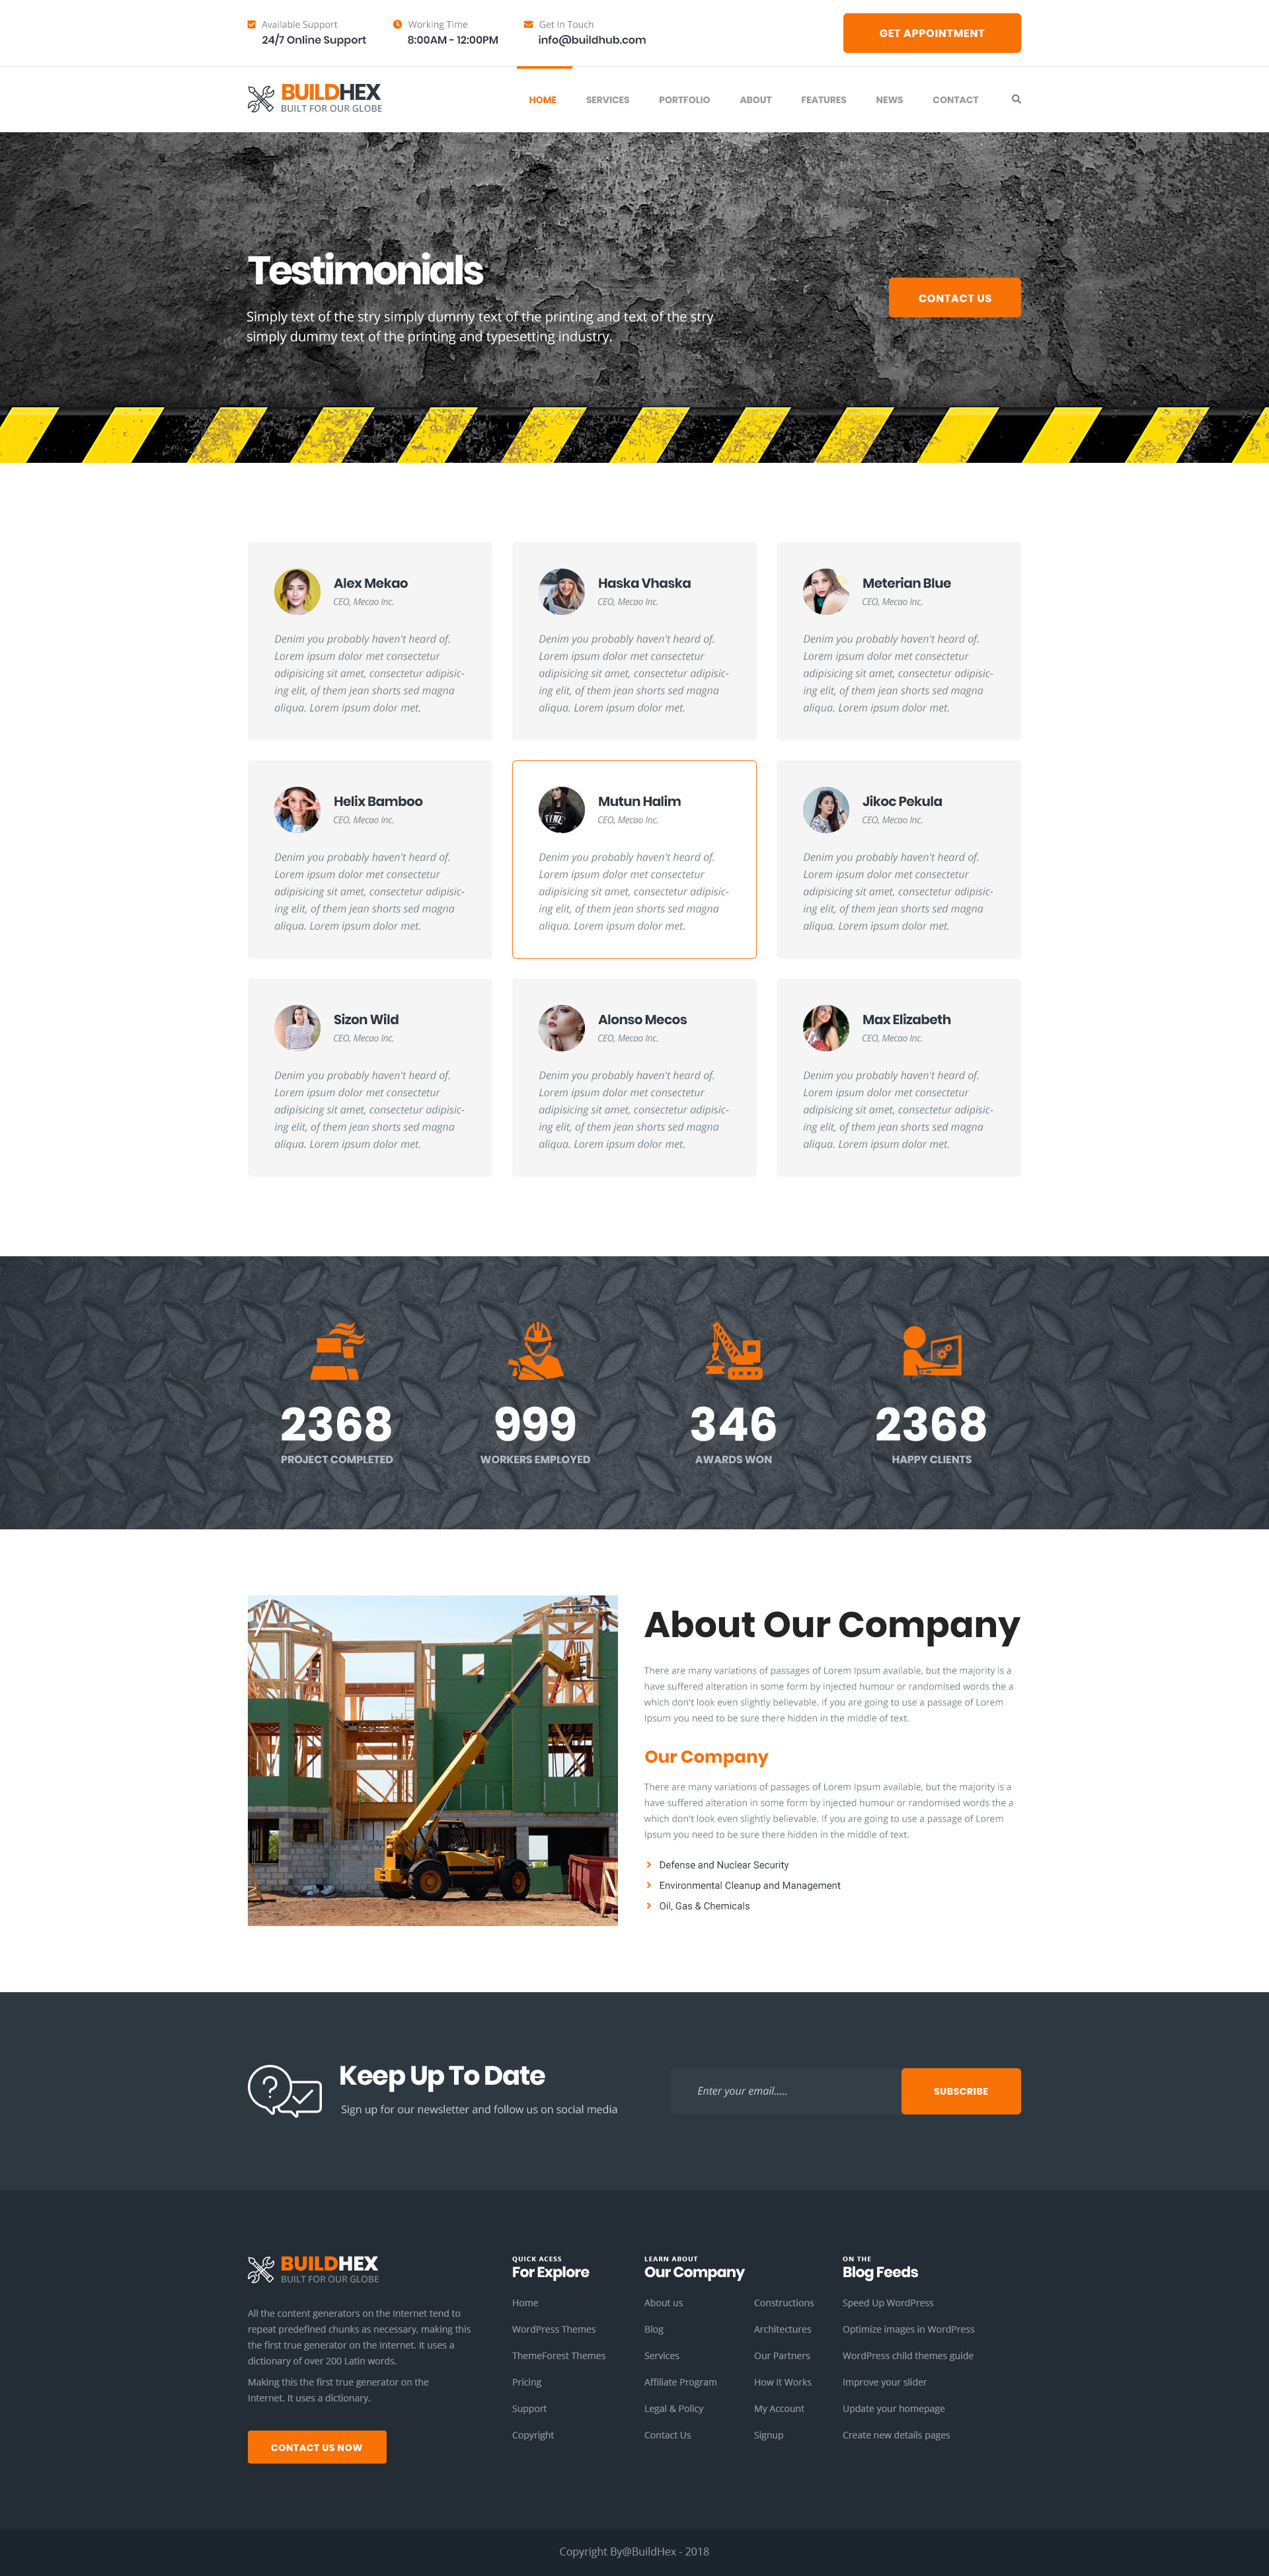 Available Support
24/7 Online Support
Working Time
8:00AM - 12:00PM
Get In Touch
info@buildhub.com
GET APPOINTMENT
BUILDHEX
BUILT FOR OUR GLOBE
HOME
SERVICES
PORTFOLIO
ABOUT
FEATURES
NEWS
CONTACT
Testimonials
Simply text of the stry simply dummy text of the printing and text of the stry
simply dummy text of the printing and typesetting industry.
CONTACT US
Alex Mekao
CEO, Mecao Inc.
Denim you probably haven't heard of.
Lorem ipsum dolor met consectetur
adipisicing sit amet, consectetur adipisic-
ing elit, of them jean shorts sed magna
aliqua. Lorem ipsum dolor met.
Haska Vhaska
CEO, Mecao Inc.
Denim you probably haven't heard of.
Lorem ipsum dolor met consectetur
adipisicing sit amet, consectetur adipisic-
ing elit, of them jean shorts sed magna
aliqua. Lorem ipsum dolor met.
Meterian Blue
CEO, Mecao Inc.
Denim you probably haven't heard of.
Lorem ipsum dolor met consectetur
adipisicing sit amet, consectetur adipisic-
ing elit, of them jean shorts sed magna
aliqua. Lorem ipsum dolor met.
Helix Bamboo
CEO, Mecao Inc.
Denim you probably haven't heard of.
Lorem ipsum dolor met consectetur
adipisicing sit amet, consectetur adipisic-
ing elit, of them jean shorts sed magna
aliqua. Lorem ipsum dolor met.
Mutun Halim
CEO, Mecao Inc.
Denim you probably haven't heard of.
Lorem ipsum dolor met consectetur
adipisicing sit amet, consectetur adipisic-
ing elit, of them jean shorts sed magna
aliqua. Lorem ipsum dolor met.
Jikoc Pekula
CEO, Mecao Inc.
Denim you probably haven't heard of.
Lorem ipsum dolor met consectetur
adipisicing sit amet, consectetur adipisic-
ing elit, of them jean shorts sed magna
aliqua. Lorem ipsum dolor met.
Sizon Wild
CEO, Mecao Inc.
Denim you probably haven't heard of.
Lorem ipsum dolor met consectetur
adipisicing sit amet, consectetur adipisic-
ing elit, of them jean shorts sed magna
aliqua. Lorem ipsum dolor met.
Alonso Mecos
CEO, Mecao Inc.
Denim you probably haven't heard of.
Lorem ipsum dolor met consectetur
adipisicing sit amet, consectetur adipisic-
ing elit, of them jean shorts sed magna
aliqua. Lorem ipsum dolor met.
Max Elizabeth
CEO, Mecao Inc.
Denim you probably haven't heard of.
Lorem ipsum dolor met consectetur
adipisicing sit amet, consectetur adipisic-
ing elit, of them jean shorts sed magna
aliqua. Lorem ipsum dolor met.
2368
PROJECT COMPLETED
999
WORKERS EMPLOYED
346
AWARDS WON
2368
HAPPY CLIENTS
About Our Company
There are many variations of passages of Lorem Ipsum available, but the majority is a
have suffered alteration in some form by injected humour or randomised words the a
which don't look even slightly believable. If you are going to use a passage of Lorem
Ipsum you need to be sure there hidden in the middle of text.
Our Company
There are many variations of passages of Lorem Ipsum available, but the majority is a
have suffered alteration in some form by injected humour or randomised words the a
which don't look even slightly believable. If you are going to use a passage of Lorem
Ipsum you need to be sure there hidden in the middle of text.
Defense and Nuclear Security
Environmental Cleanup and Management
Oil, Gas & Chemicals
Keep Up To Date
Sign up for our newsletter and follow us on social media
Enter your email.....
SUBSCRIBE
BUILDHEX
BUILT FOR OUR GLOBE
All the content generators on the Internet tend to
repeat predefined chunks as necessary, making this
the first true generator on the Internet. It uses a
dictionary of over 200 Latin words.
Making this the first true generator on the
Internet. It uses a dictionary.
CONTACT US NOW
QUICK ACESS
For Explore
Home
WordPress Themes
ThemeForest Themes
Pricing
Support
Copyright
LEARN ABOUT
Our Company
About us
Blog
Services
Affiliate Program
Legal & Policy
Contact Us
Constructions
Architectures
Our Partners
How It Works
My Account
Signup
ON THE
Blog Feeds
Speed Up WordPress
Optimize images in WordPress
WordPress child themes guide
Improve your slider
Update your homepage
Create new details pages
Copyright By@BuildHex - 2018